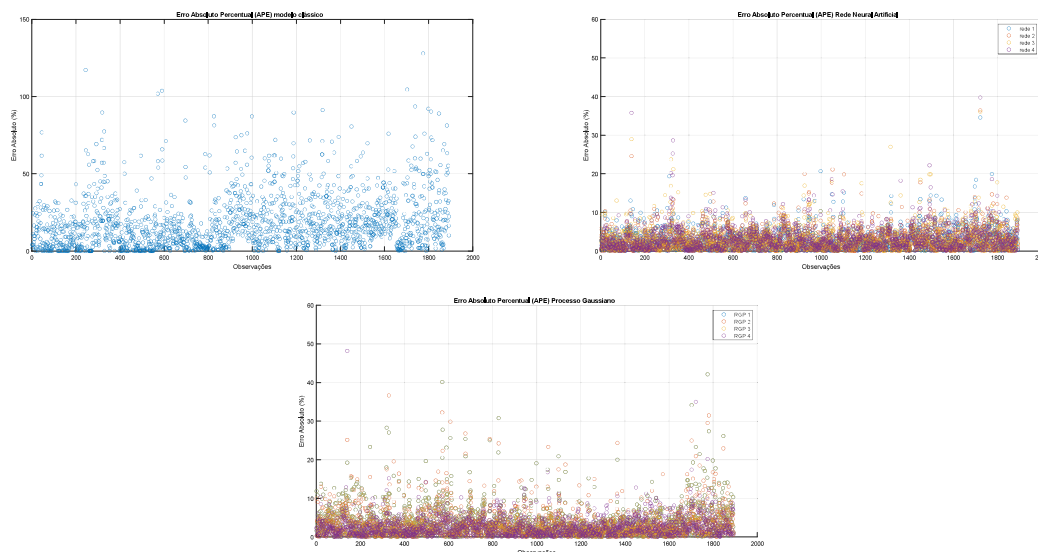 Erro Absoluto Percentual (APE) modelo clássico
150
100
50
0
Erro Absoluto (%)
0 200 400 600 800 1000 1200 1400 1600 1800 2000
Observações
Erro Absoluto Percentual (APE) Rede Neural Artificial
60
50
40
30
20
10
0
Erro Absoluto (%)
rede 1
rede 2
rede 3
rede 4
0 200 400 600 800 1000 1200 1400 1600 1800 20
Observações
Erro Absoluto Percentual (APE) Processo Gaussiano
60
50
40
30
20
10
0
Erro Absoluto (%)
RGP 1
RGP 2
RGP 3
RGP 4
0 200 400 600 800 1000 1200 1400 1600 1800 2000
Observações